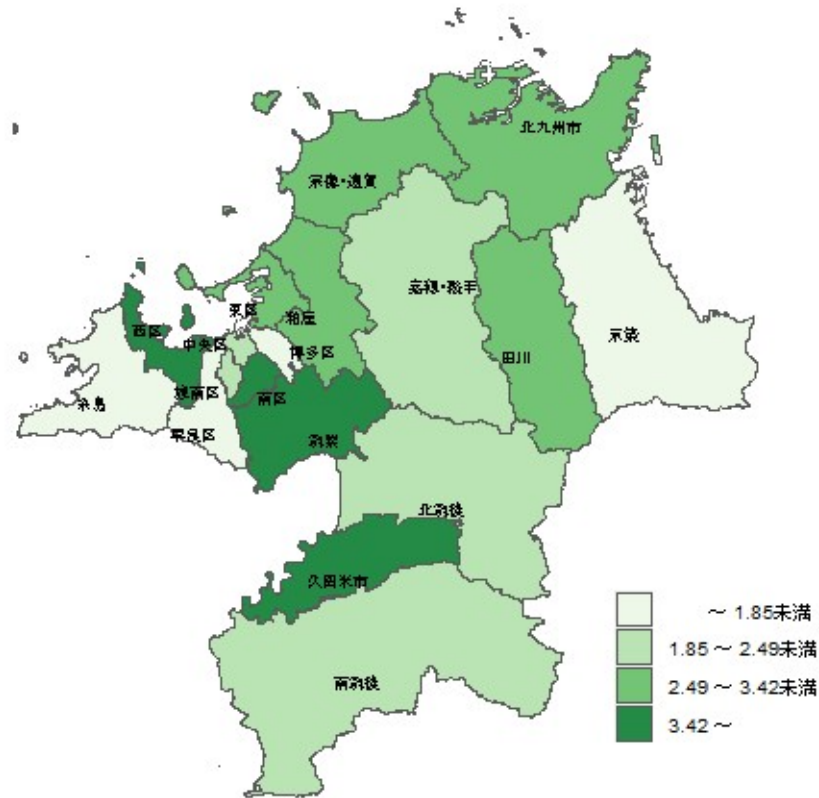 北九州市
宗像・遠賀
嘉穂・鞍手
東区
粕屋
京築
西区
中央区
博多区
田川
城南区
南区
糸島
早良区
筑紫
北筑後
久留米市
南筑後
～ 1.85未満
1.85 ～ 2.49未満
2.49 ～ 3.42未満
3.42 ～